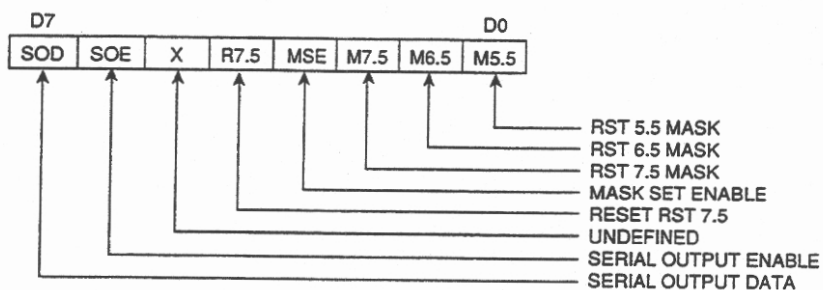 D7 D0
SOD SOE X R7.5 MSE M7.5 M6.5 M5.5
RST 5.5 MASK
RST 6.5 MASK
RST 7.5 MASK
MASK SET ENABLE
RESET RST 7.5
UNDEFINED
SERIAL OUTPUT ENABLE
SERIAL OUTPUT DATA